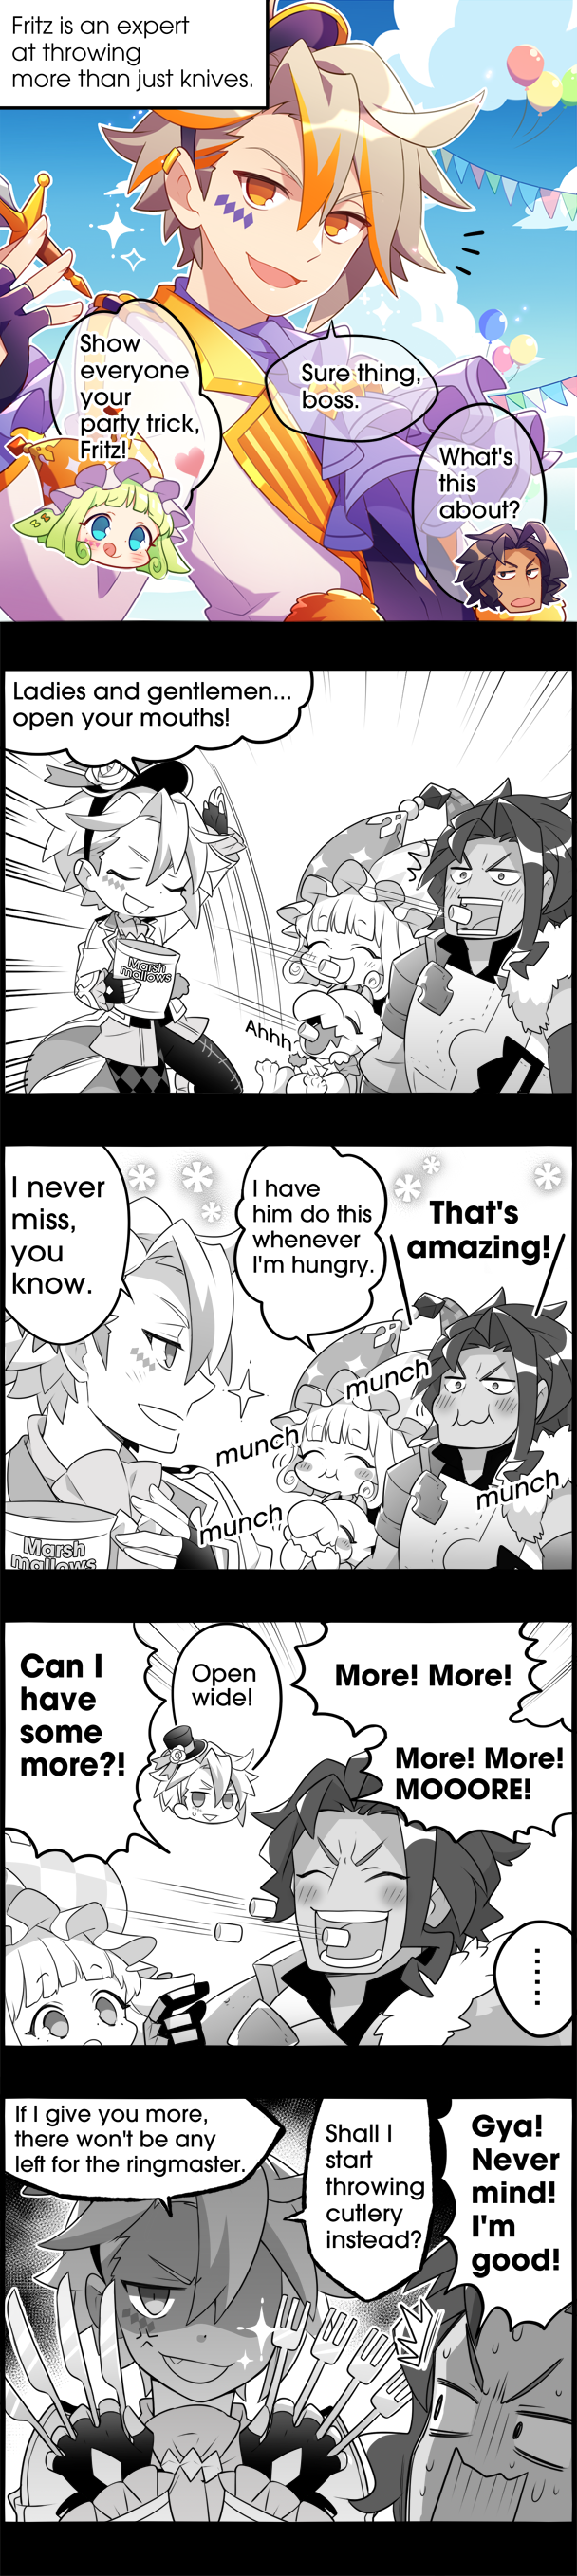 Fritz is an expert
at throwing
more than just knives.
Show
everyone
your
party trick,
Fritz!
Sure thing,
boss.
What's
this
about?
Ladies and gentlemen...
open your mouths!
Marsh
mallows
Ahhh
I never
miss,
you
know.
I have
him do this
whenever
I'm hungry.
That's
amazing!
munch
munch
munch
munch
Marsh
mallows
Can I
have
some
more?!
Open
wide!
More! More!
More! More!
MOOORE!
......
If I give you more,
there won't be any
left for the ringmaster.
Shall I
start
throwing
cutlery
instead?
Gya!
Never
mind!
I'm
good!